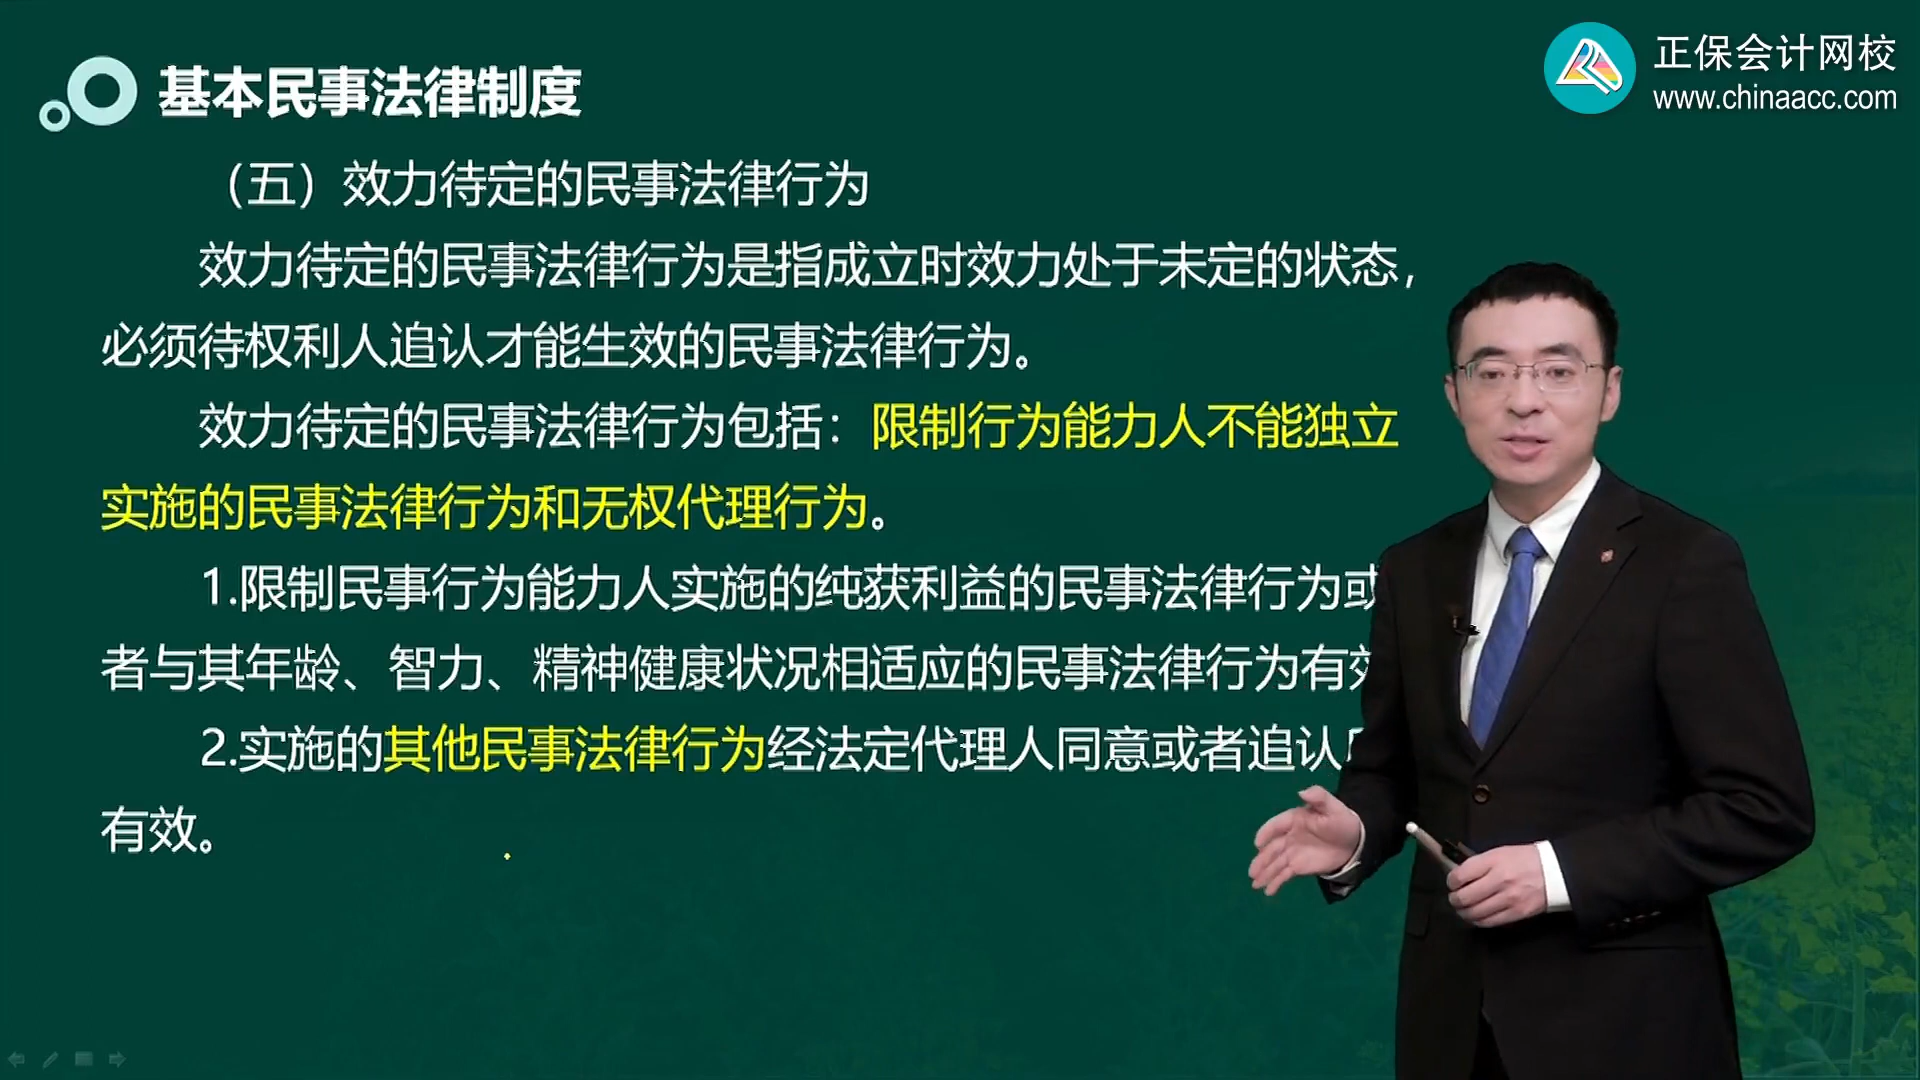 正保会计网校
www.chinaacc.com
基本民事法律制度
（五）效力待定的民事法律行为
效力待定的民事法律行为是指成立时效力处于未定的状态，
必须待权利人追认才能生效的民事法律行为。
效力待定的民事法律行为包括：限制行为能力人不能独立
实施的民事法律行为和无权代理行为。
1.限制民事行为能力人实施的纯获利益的民事法律行为或
者与其年龄、智力、精神健康状况相适应的民事法律行为有效
2.实施的其他民事法律行为经法定代理人同意或者追认
有效。